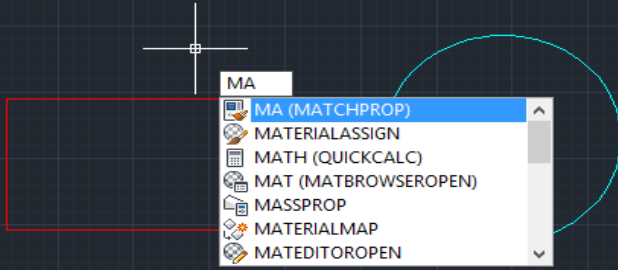 MA
MA (MATCHPROP)
MATERIALASSIGN
MATH (QUICKCALC)
MAT (MATBROWSEROPEN)
MASSPROP
MATERIALMAP
MATEDITOROPEN